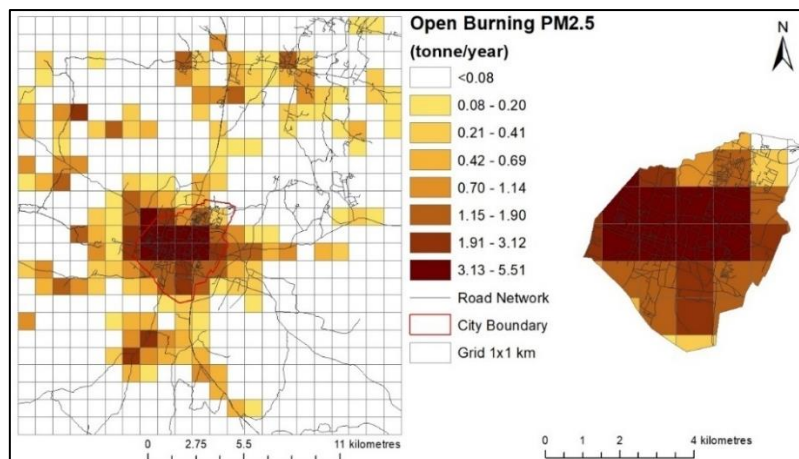 Open Burning PM2.5
(tonne/year)
<0.08
0.08 - 0.20
0.21 - 0.41
0.42 - 0.69
0.70 - 1.14
1.15 - 1.90
1.91 - 3.12
3.13 - 5.51
Road Network
City Boundary
Grid 1x1 km
N
0 2.75 5.5 11 kilometres
0 1 2 4 kilometres